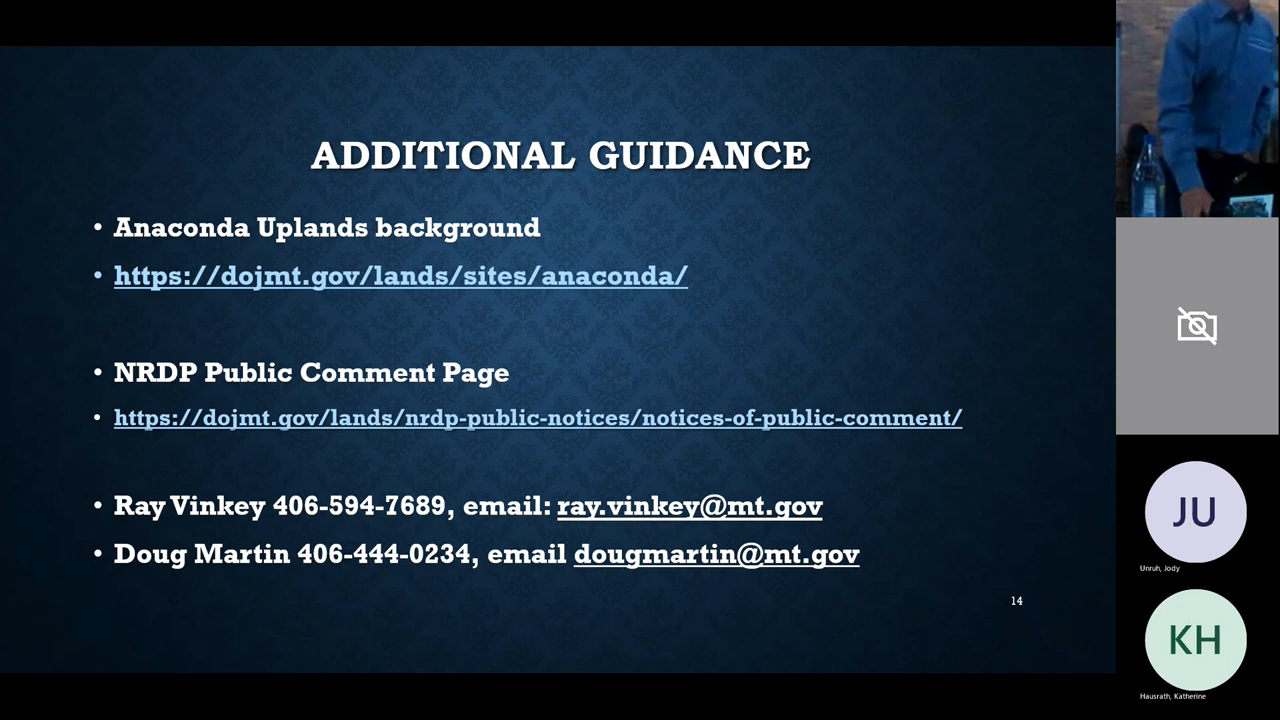 ADDITIONAL GUIDANCE
• Anaconda Uplands background
• https://dojmt.gov/lands/sites/anaconda/
• NRDP Public Comment Page
• https://dojmt.gov/lands/nrdp-public-notices/notices-of-public-comment/
• Ray Vinkey 406-594-7689, email: ray.vinkey@mt.gov
• Doug Martin 406-444-0234, email dougmartin@mt.gov
14
JU
Unruh, Jody
KH
Hausrath, Katherine